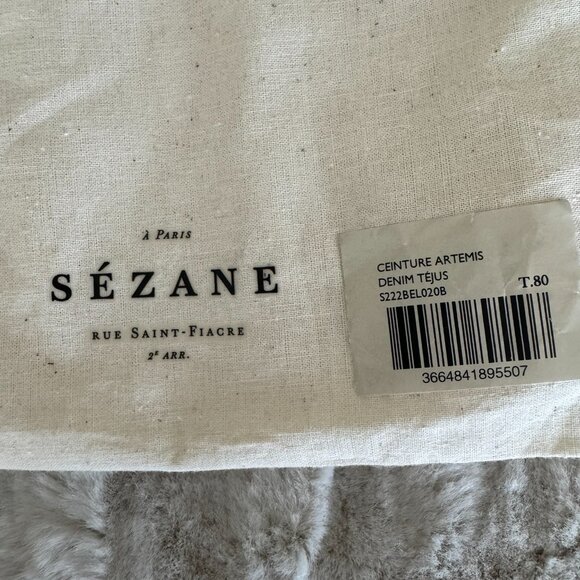 À PARIS
SÉZANE
RUE SAINT-FIACRE
2E ARR.
CEINTURE ARTEMIS
DENIM TÉJUS
S222BEL020B
T.80
3664841895507